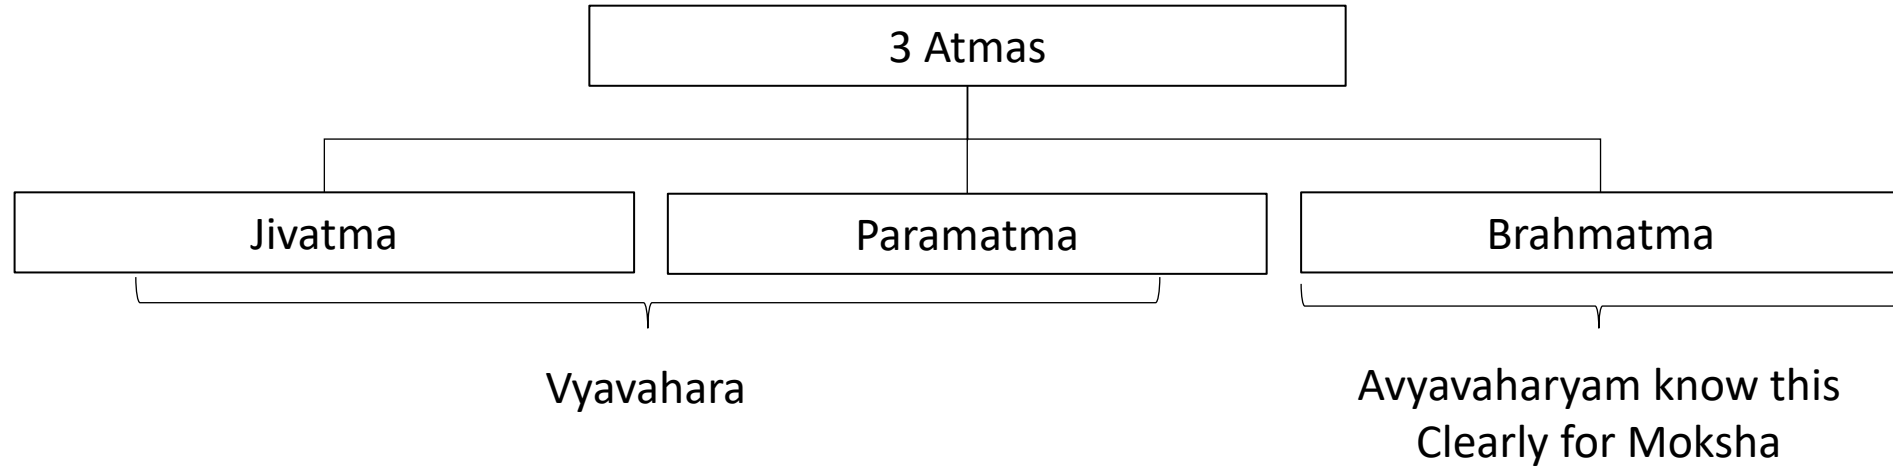 3 Atmas
Jivatma
Paramatma
Brahmatma
Vyavahara
Avyavaharyam know this
Clearly for Moksha